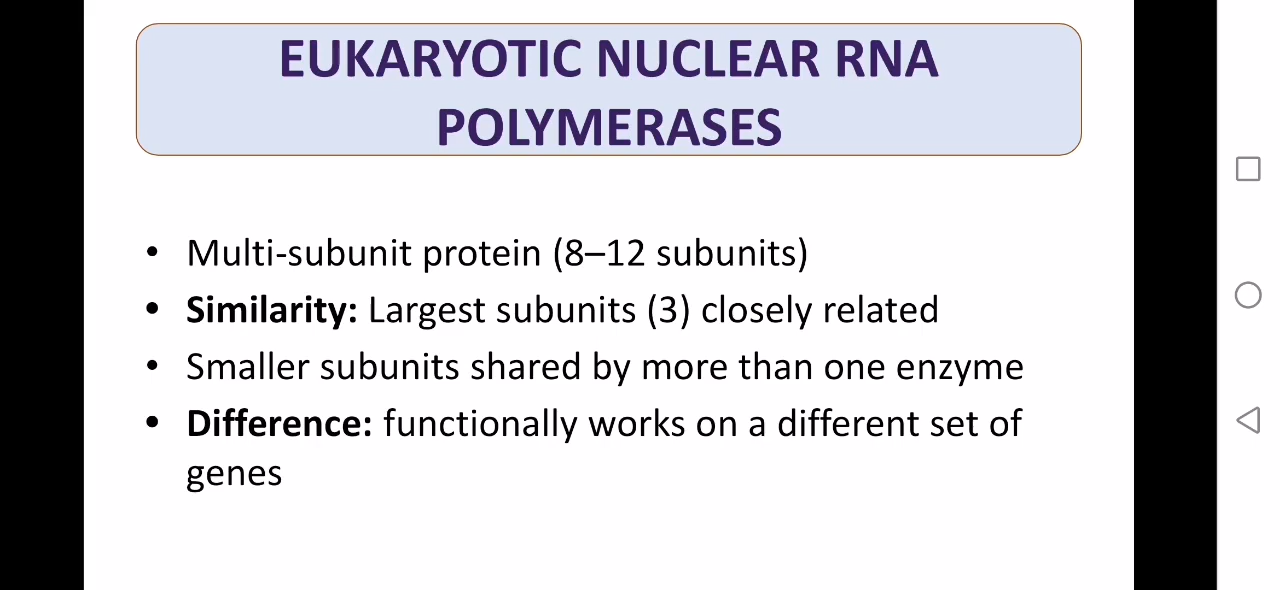 EUKARYOTIC NUCLEAR RNA
POLYMERASES
• Multi-subunit protein (8–12 subunits)
• Similarity: Largest subunits (3) closely related
• Smaller subunits shared by more than one enzyme
• Difference: functionally works on a different set of
genes